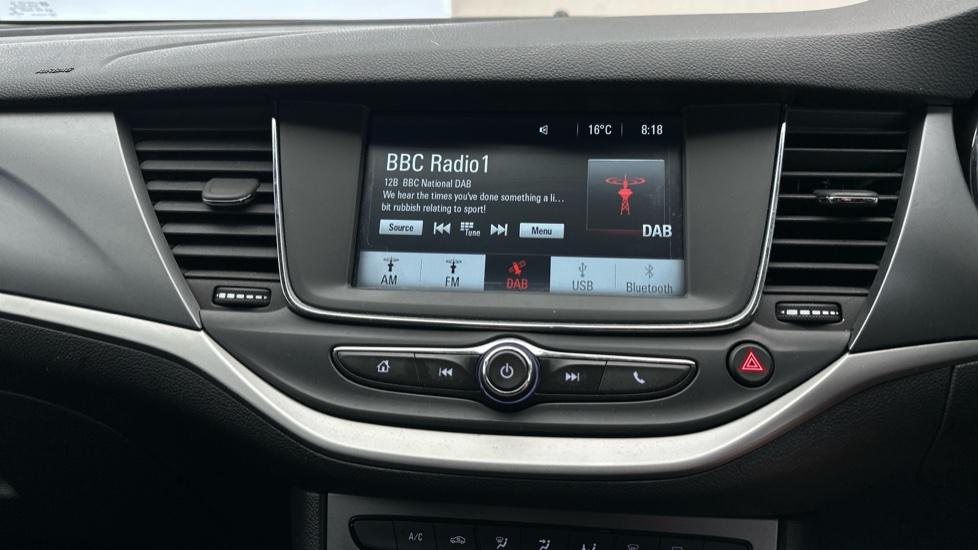 AIRBAG
16°C 8:18
BBC Radio1
12B BBC National DAB
We hear the times you've done something a li...
bit rubbish relating to sport!
Source Tune Menu
DAB
AM FM DAB USB Bluetooth
A/C